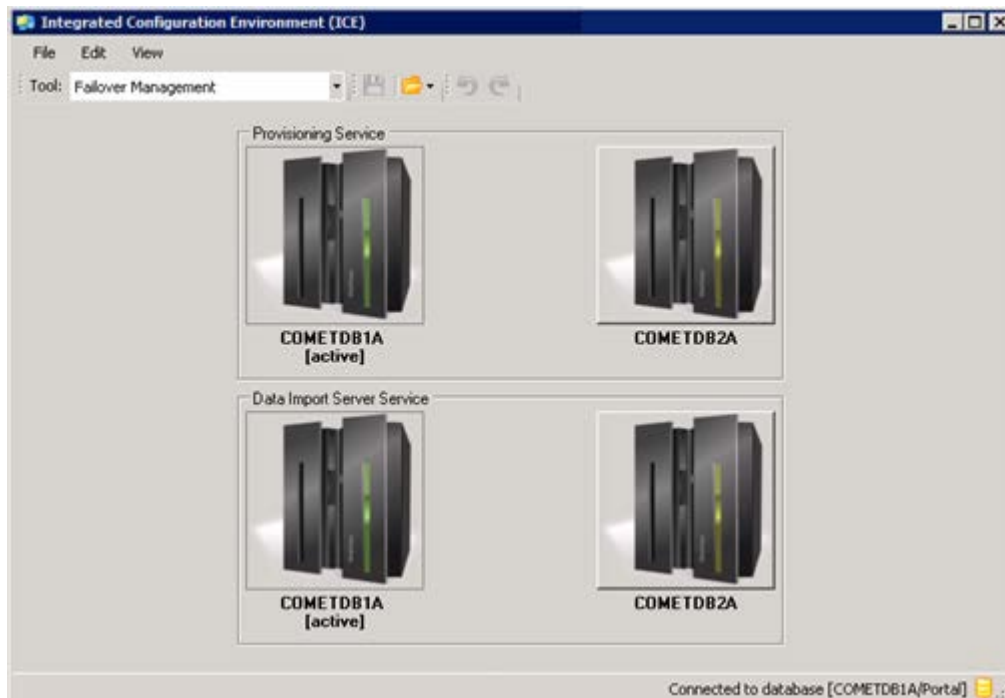 Integrated Configuration Environment (ICE)
File Edit View
Tool: Failover Management
Provisioning Service
COMETDB1A
[active]
COMETDB2A
Data Import Server Service
COMETDB1A
[active]
COMETDB2A
Connected to database [COMETDB1A/Portal]